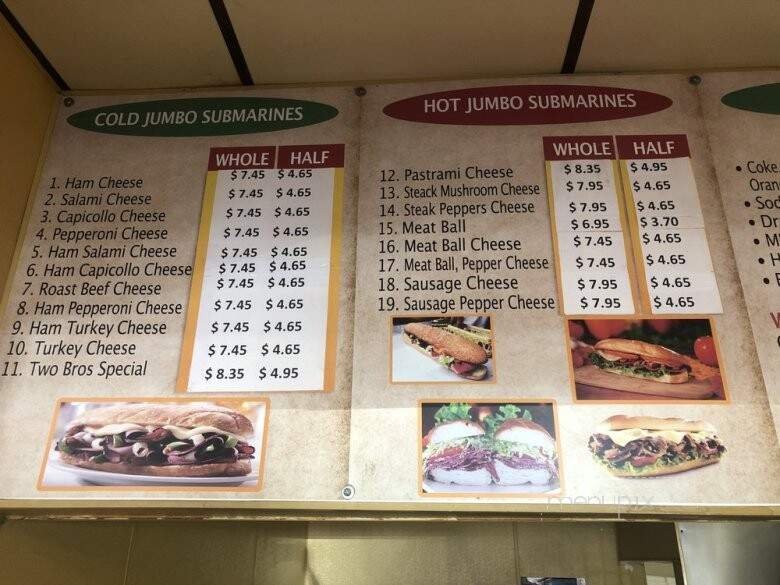 COLD JUMBO SUBMARINES
WHOLE HALF
1. Ham Cheese $ 7.45 $ 4.65
2. Salami Cheese $ 7.45 $ 4.65
3. Capicollo Cheese $ 7.45 $ 4.65
4. Pepperoni Cheese $ 7.45 $ 4.65
5. Ham Salami Cheese $ 7.45 $ 4.65
6. Ham Capicollo Cheese $ 7.45 $ 4.65
7. Roast Beef Cheese $ 7.45 $ 4.65
8. Ham Pepperoni Cheese $ 7.45 $ 4.65
9. Ham Turkey Cheese $ 7.45 $ 4.65
10. Turkey Cheese $ 7.45 $ 4.65
11. Two Bros Special $ 8.35 $ 4.95
HOT JUMBO SUBMARINES
WHOLE HALF
12. Pastrami Cheese $ 8.35 $ 4.95
13. Steack Mushroom Cheese $ 7.95 $ 4.65
14. Steak Peppers Cheese $ 7.95 $ 4.65
15. Meat Ball $ 6.95 $ 3.70
16. Meat Ball Cheese $ 7.45 $ 4.65
17. Meat Ball, Pepper Cheese $ 7.45 $ 4.65
18. Sausage Cheese $ 7.95 $ 4.65
19. Sausage Pepper Cheese $ 7.95 $ 4.65
• Coke
Oran
• Sod
• Dr
menupix